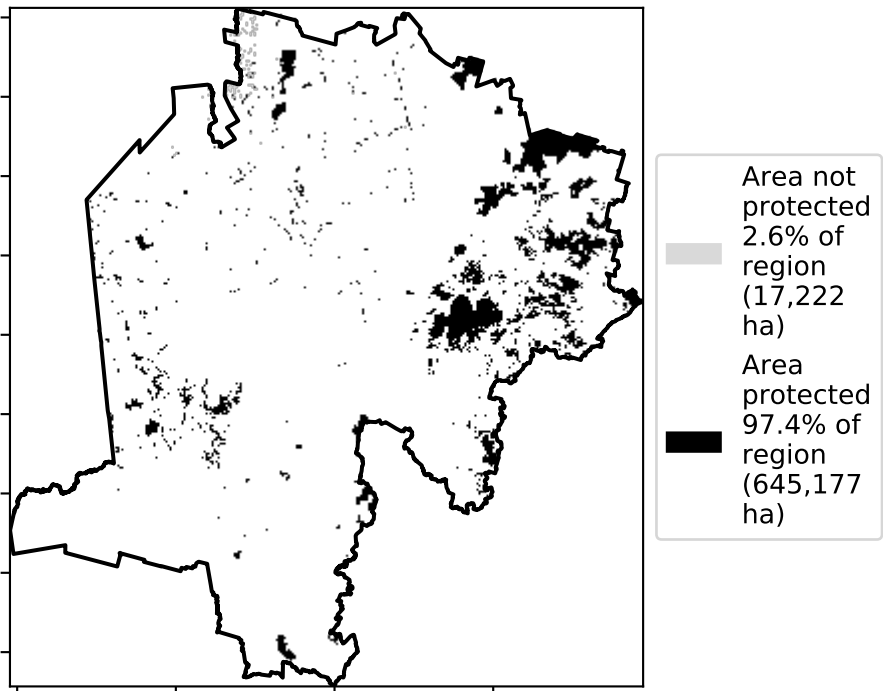 Area not
protected
2.6% of
region
(17,222
ha)
Area
protected
97.4% of
region
(645,177
ha)